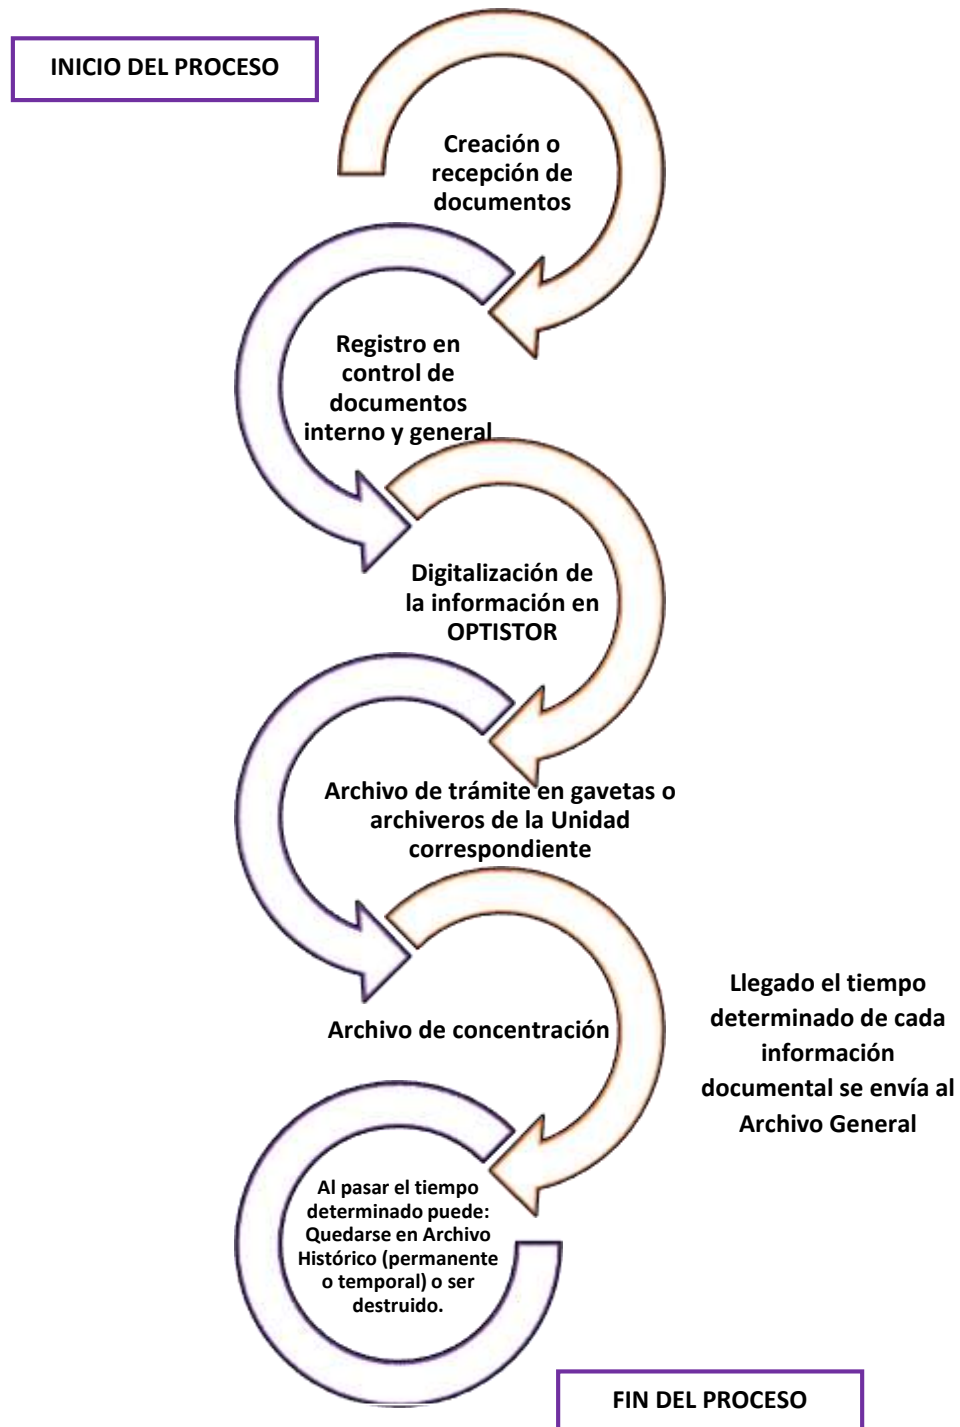 INICIO DEL PROCESO
Creación o
recepción de
documentos
Registro en
control de
documentos
interno y general
Digitalización de
la información en
OPTISTOR
Archivo de trámite en gavetas o
archiveros de la Unidad
correspondiente
Archivo de concentración
Llegado el tiempo
determinado de cada
información
documental se envía al
Archivo General
Al pasar el tiempo
determinado puede:
Quedarse en Archivo
Histórico (permanente
o temporal) o ser
destruido.
FIN DEL PROCESO